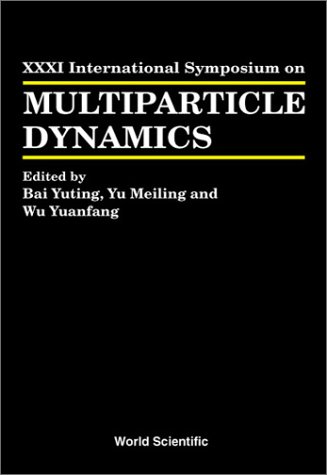 XXXI International Symposium on
MULTIPARTICLE
DYNAMICS
Edited by
Bai Yuting, Yu Meiling and
Wu Yuanfang
World Scientific